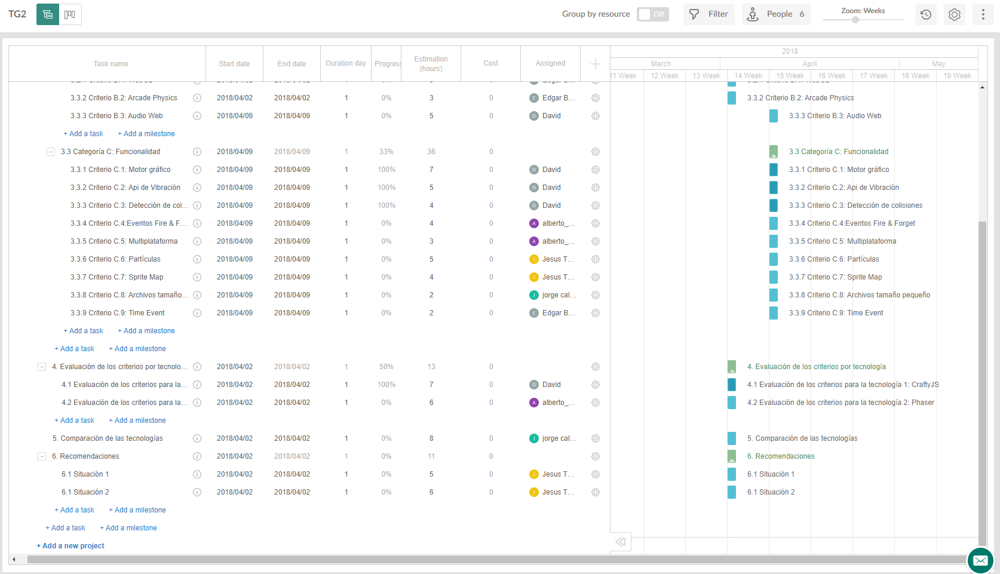 TG2 Group by resource Off Filter People 6 Zoom: Weeks
Task name Start date End date Duration day Progress Estimation (hours) Cost Assigned
2018
March April May
11 Week 12 Week 13 Week 14 Week 15 Week 16 Week 17 Week 18 Week 19 Week
3.3.2 Criterio B.2: Arcade Physics 2018/04/02 2018/04/02 1 0% 3 0 E Edgar B... 3.3.2 Criterio B.2: Arcade Physics
3.3.3 Criterio B.3: Audio Web 2018/04/09 2018/04/09 1 0% 5 0 D David 3.3.3 Criterio B.3: Audio Web
+ Add a task + Add a milestone
3.3 Categoría C: Funcionalidad 2018/04/09 2018/04/09 1 33% 36 0 3.3 Categoría C: Funcionalidad
3.3.1 Criterio C.1: Motor gráfico 2018/04/09 2018/04/09 1 100% 7 0 D David 3.3.1 Criterio C.1: Motor gráfico
3.3.2 Criterio C.2: Api de Vibración 2018/04/09 2018/04/09 1 100% 5 0 D David 3.3.2 Criterio C.2: Api de Vibración
3.3.3 Criterio C.3: Detección de col... 2018/04/09 2018/04/09 1 100% 4 0 D David 3.3.3 Criterio C.3: Detección de colisiones
3.3.4 Criterio C.4:Eventos Fire & F... 2018/04/09 2018/04/09 1 0% 4 0 A alberto_... 3.3.4 Criterio C.4:Eventos Fire & Forget
3.3.5 Criterio C.5: Multiplataforma 2018/04/09 2018/04/09 1 0% 3 0 A alberto_... 3.3.5 Criterio C.5: Multiplataforma
3.3.6 Criterio C.6: Partículas 2018/04/09 2018/04/09 1 0% 5 0 J Jesus T... 3.3.6 Criterio C.6: Partículas
3.3.7 Criterio C.7: Sprite Map 2018/04/09 2018/04/09 1 0% 4 0 J Jesus T... 3.3.7 Criterio C.7: Sprite Map
3.3.8 Criterio C.8: Archivos tamaño... 2018/04/09 2018/04/09 1 0% 2 0 J jorge cal... 3.3.8 Criterio C.8: Archivos tamaño pequeño
3.3.9 Criterio C.9: Time Event 2018/04/09 2018/04/09 1 0% 2 0 E Edgar B... 3.3.9 Criterio C.9: Time Event
+ Add a task + Add a milestone
+ Add a task + Add a milestone
4. Evaluación de los criterios por tecnolo... 2018/04/02 2018/04/02 1 50% 13 0 4. Evaluación de los criterios por tecnología
4.1 Evaluación de los criterios para la... 2018/04/02 2018/04/02 1 100% 7 0 D David 4.1 Evaluación de los criterios para la tecnología 1: CraftyJS
4.2 Evaluación de los criterios para la... 2018/04/02 2018/04/02 1 0% 6 0 A alberto_... 4.2 Evaluación de los criterios para la tecnología 2: Phaser
+ Add a task + Add a milestone
5. Comparación de las tecnologías 2018/04/02 2018/04/02 1 0% 8 0 J jorge cal... 5. Comparación de las tecnologías
6. Recomendaciones 2018/04/02 2018/04/02 1 0% 11 0 6. Recomendaciones
6.1 Situación 1 2018/04/02 2018/04/02 1 0% 5 0 J Jesus T... 6.1 Situación 1
6.1 Situación 2 2018/04/02 2018/04/02 1 0% 6 0 J Jesus T... 6.1 Situación 2
+ Add a task + Add a milestone
+ Add a task + Add a milestone
+ Add a new project